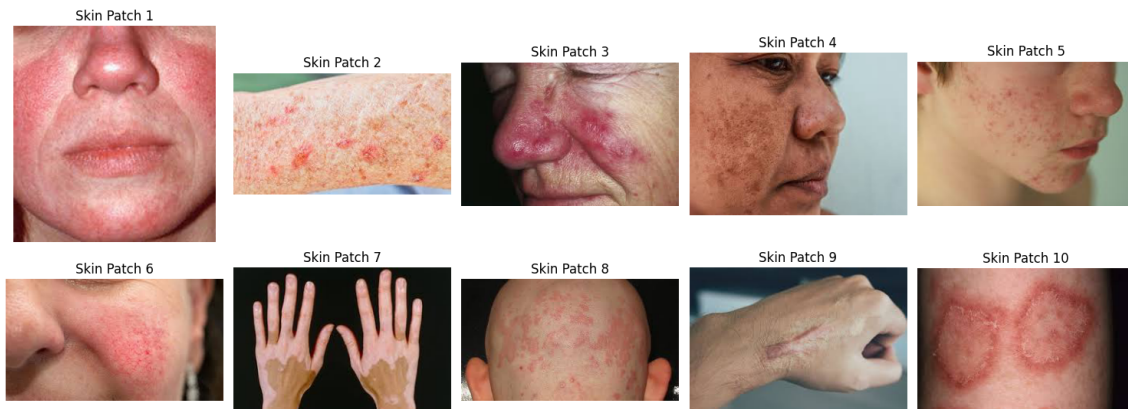 Skin Patch 1
Skin Patch 2
Skin Patch 3
Skin Patch 4
Skin Patch 5
Skin Patch 6
Skin Patch 7
Skin Patch 8
Skin Patch 9
Skin Patch 10